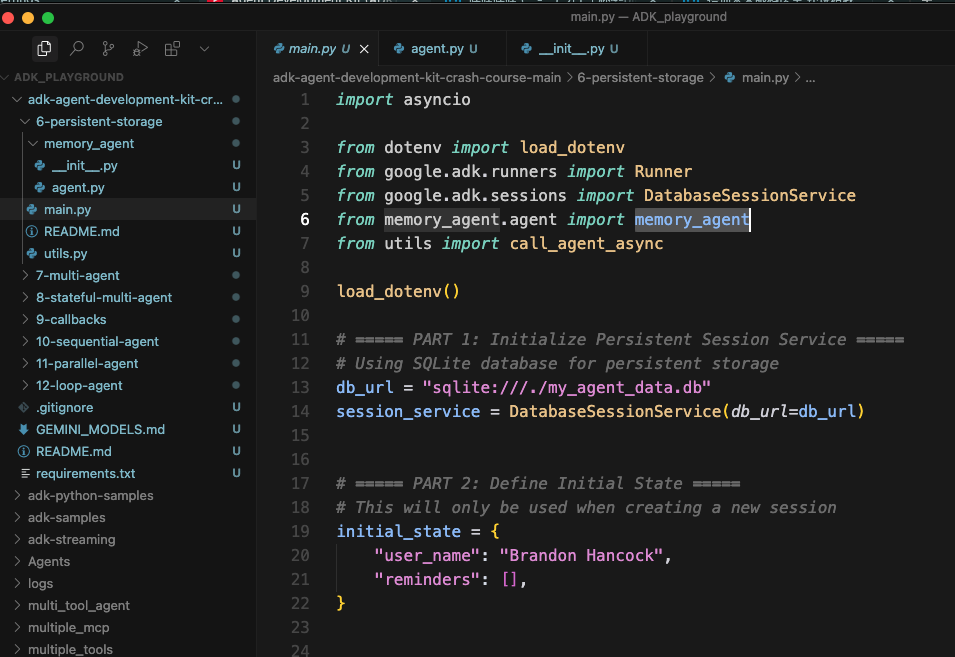 main.py — ADK_playground
main.py U
agent.py U
__init__.py U
ADK_PLAYGROUND
adk-agent-development-kit-cr...
6-persistent-storage
memory_agent
__init__.py U
agent.py U
main.py U
README.md U
utils.py U
7-multi-agent
8-stateful-multi-agent
9-callbacks
10-sequential-agent
11-parallel-agent
12-loop-agent
.gitignore U
GEMINI_MODELS.md U
README.md U
requirements.txt U
adk-python-samples
adk-samples
adk-streaming
Agents
logs
multi_tool_agent
multiple_mcp
multiple_tools
adk-agent-development-kit-crash-course-main > 6-persistent-storage > main.py > ...
1 import asyncio
2
3 from dotenv import load_dotenv
4 from google.adk.runners import Runner
5 from google.adk.sessions import DatabaseSessionService
6 from memory_agent.agent import memory_agent
7 from utils import call_agent_async
8
9 load_dotenv()
10
11 # ===== PART 1: Initialize Persistent Session Service =====
12 # Using SQLite database for persistent storage
13 db_url = "sqlite:///./my_agent_data.db"
14 session_service = DatabaseSessionService(db_url=db_url)
15
16
17 # ===== PART 2: Define Initial State =====
18 # This will only be used when creating a new session
19 initial_state = {
20 "user_name": "Brandon Hancock",
21 "reminders": [],
22 }
23
24